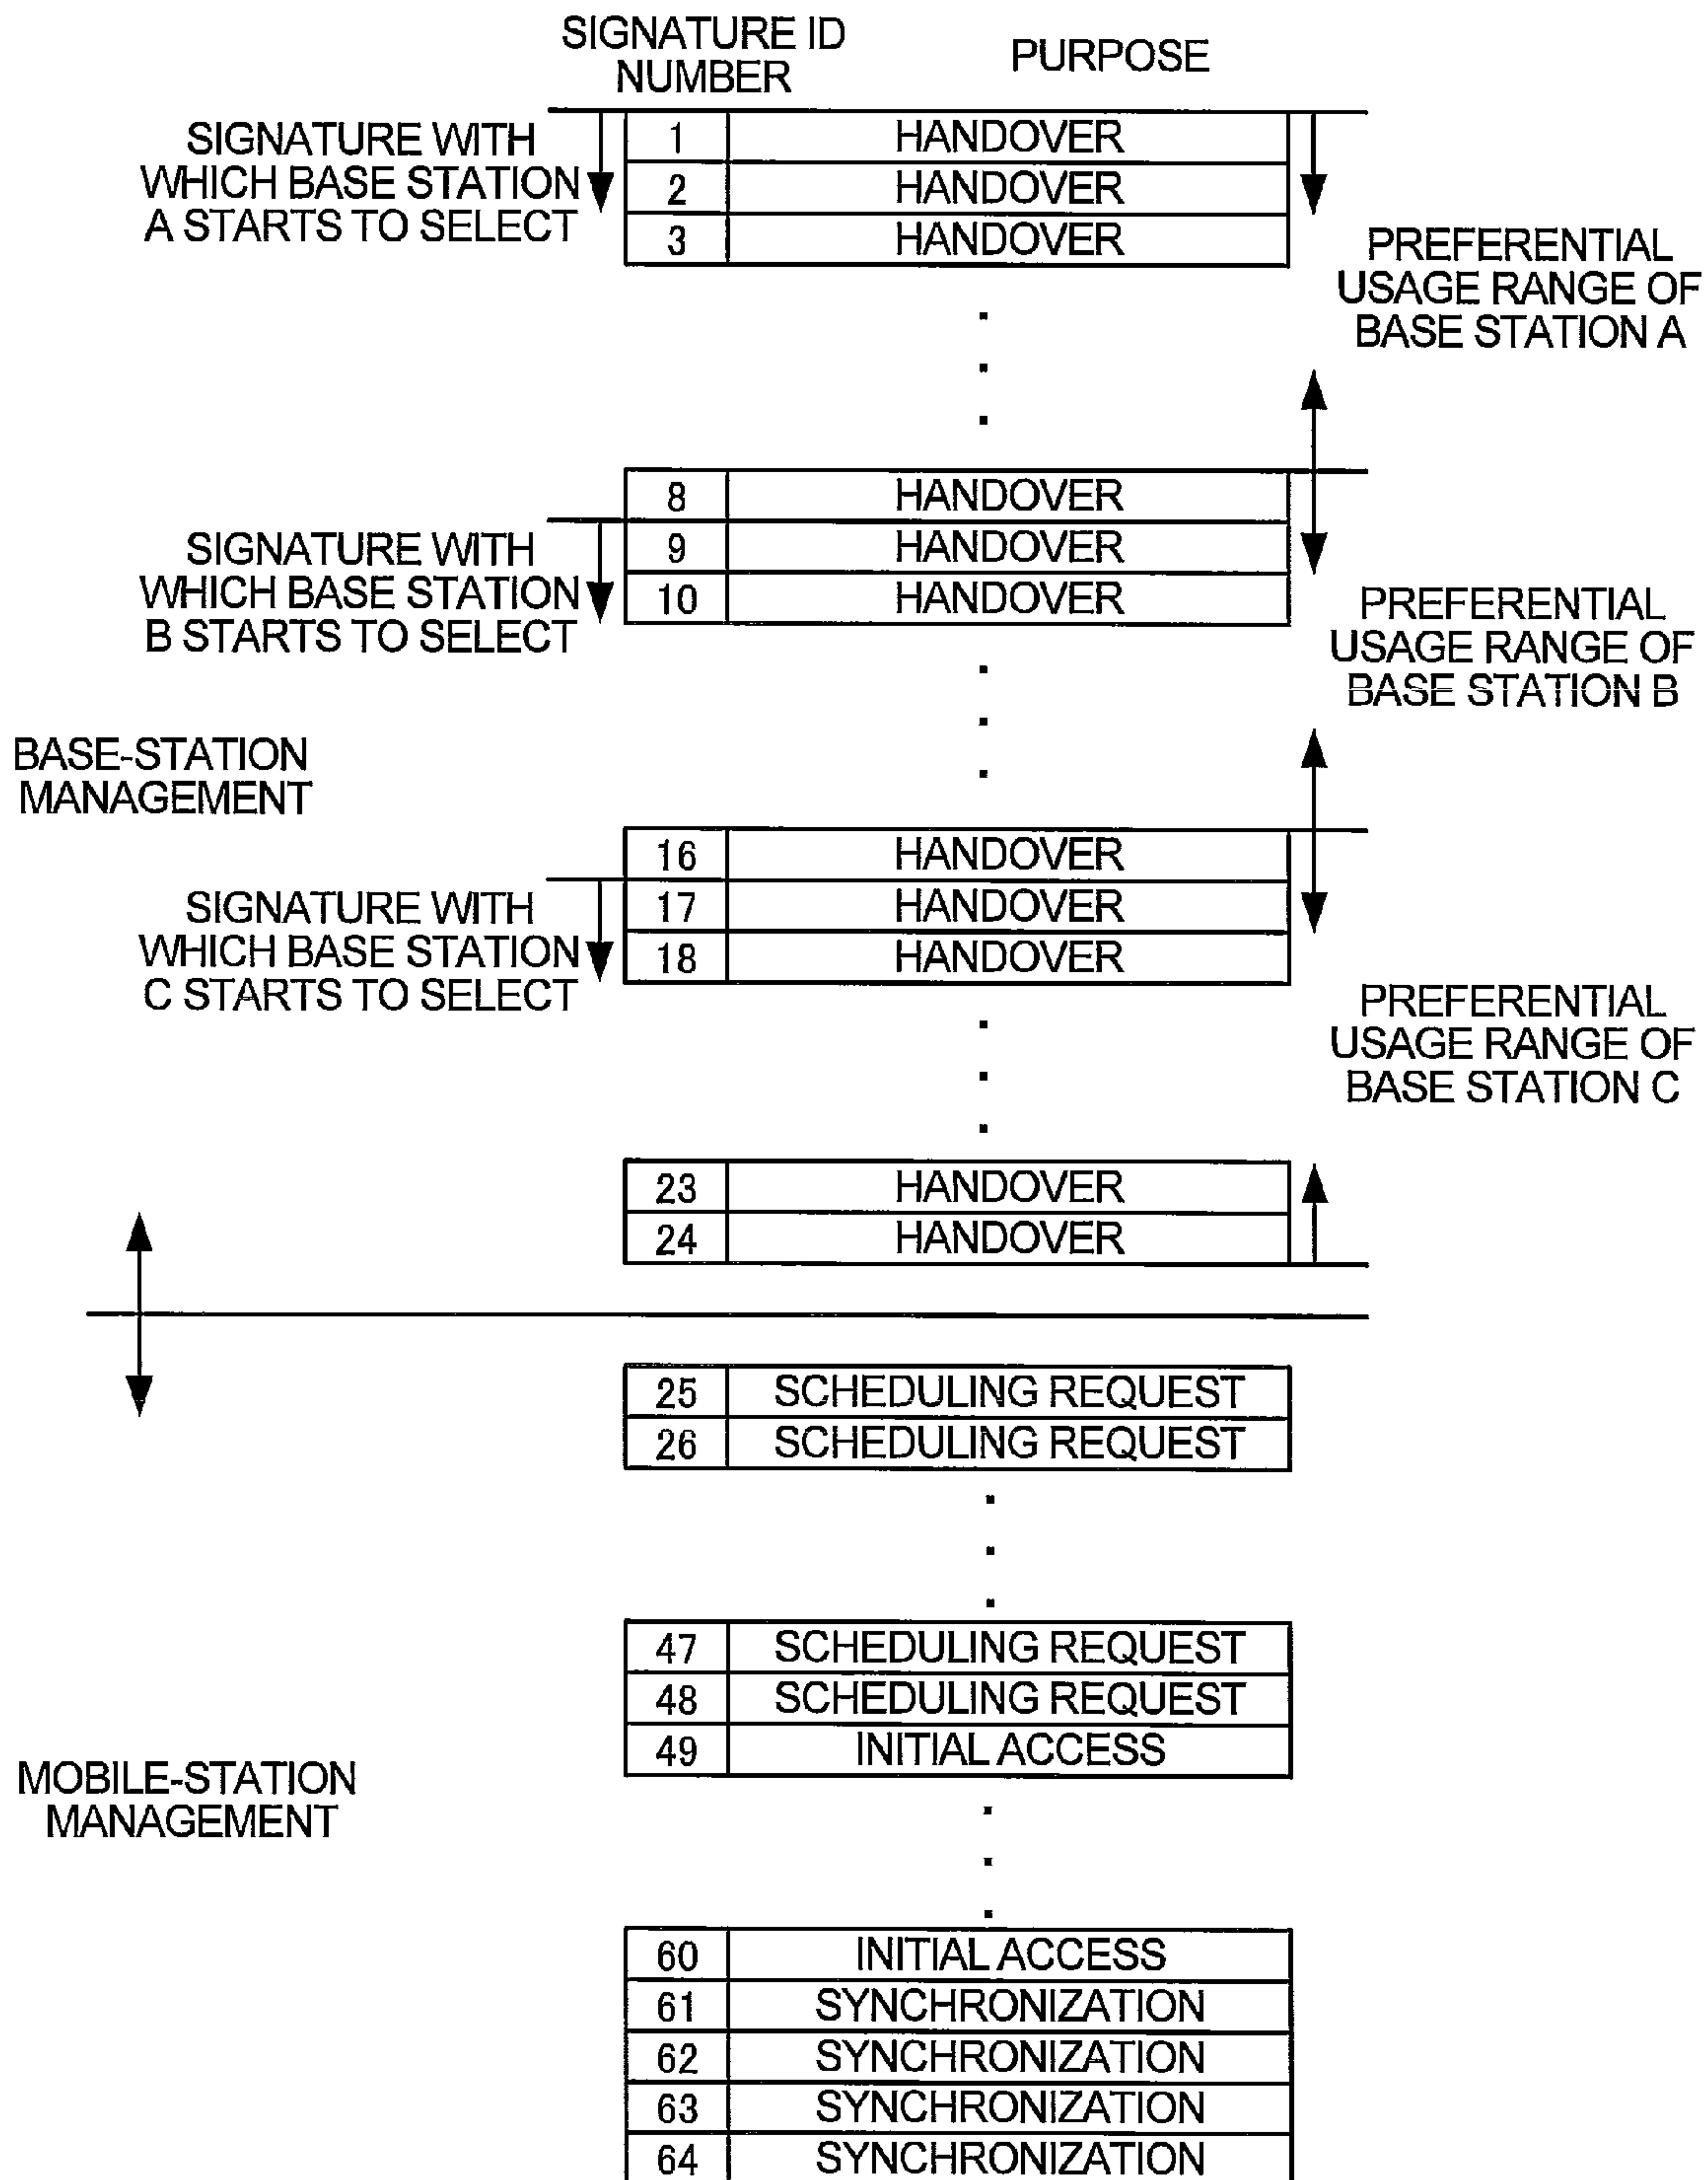 SIGNATURE ID
NUMBER
PURPOSE
SIGNATURE WITH
WHICH BASE STATION
A STARTS TO SELECT
1 HANDOVER
2 HANDOVER
3 HANDOVER
PREFERENTIAL
USAGE RANGE OF
BASE STATION A
8 HANDOVER
9 HANDOVER
10 HANDOVER
SIGNATURE WITH
WHICH BASE STATION
B STARTS TO SELECT
PREFERENTIAL
USAGE RANGE OF
BASE STATION B
BASE-STATION
MANAGEMENT
16 HANDOVER
17 HANDOVER
18 HANDOVER
SIGNATURE WITH
WHICH BASE STATION
C STARTS TO SELECT
PREFERENTIAL
USAGE RANGE OF
BASE STATION C
23 HANDOVER
24 HANDOVER
25 SCHEDULING REQUEST
26 SCHEDULING REQUEST
47 SCHEDULING REQUEST
48 SCHEDULING REQUEST
49 INITIAL ACCESS
MOBILE-STATION
MANAGEMENT
60 INITIAL ACCESS
61 SYNCHRONIZATION
62 SYNCHRONIZATION
63 SYNCHRONIZATION
64 SYNCHRONIZATION